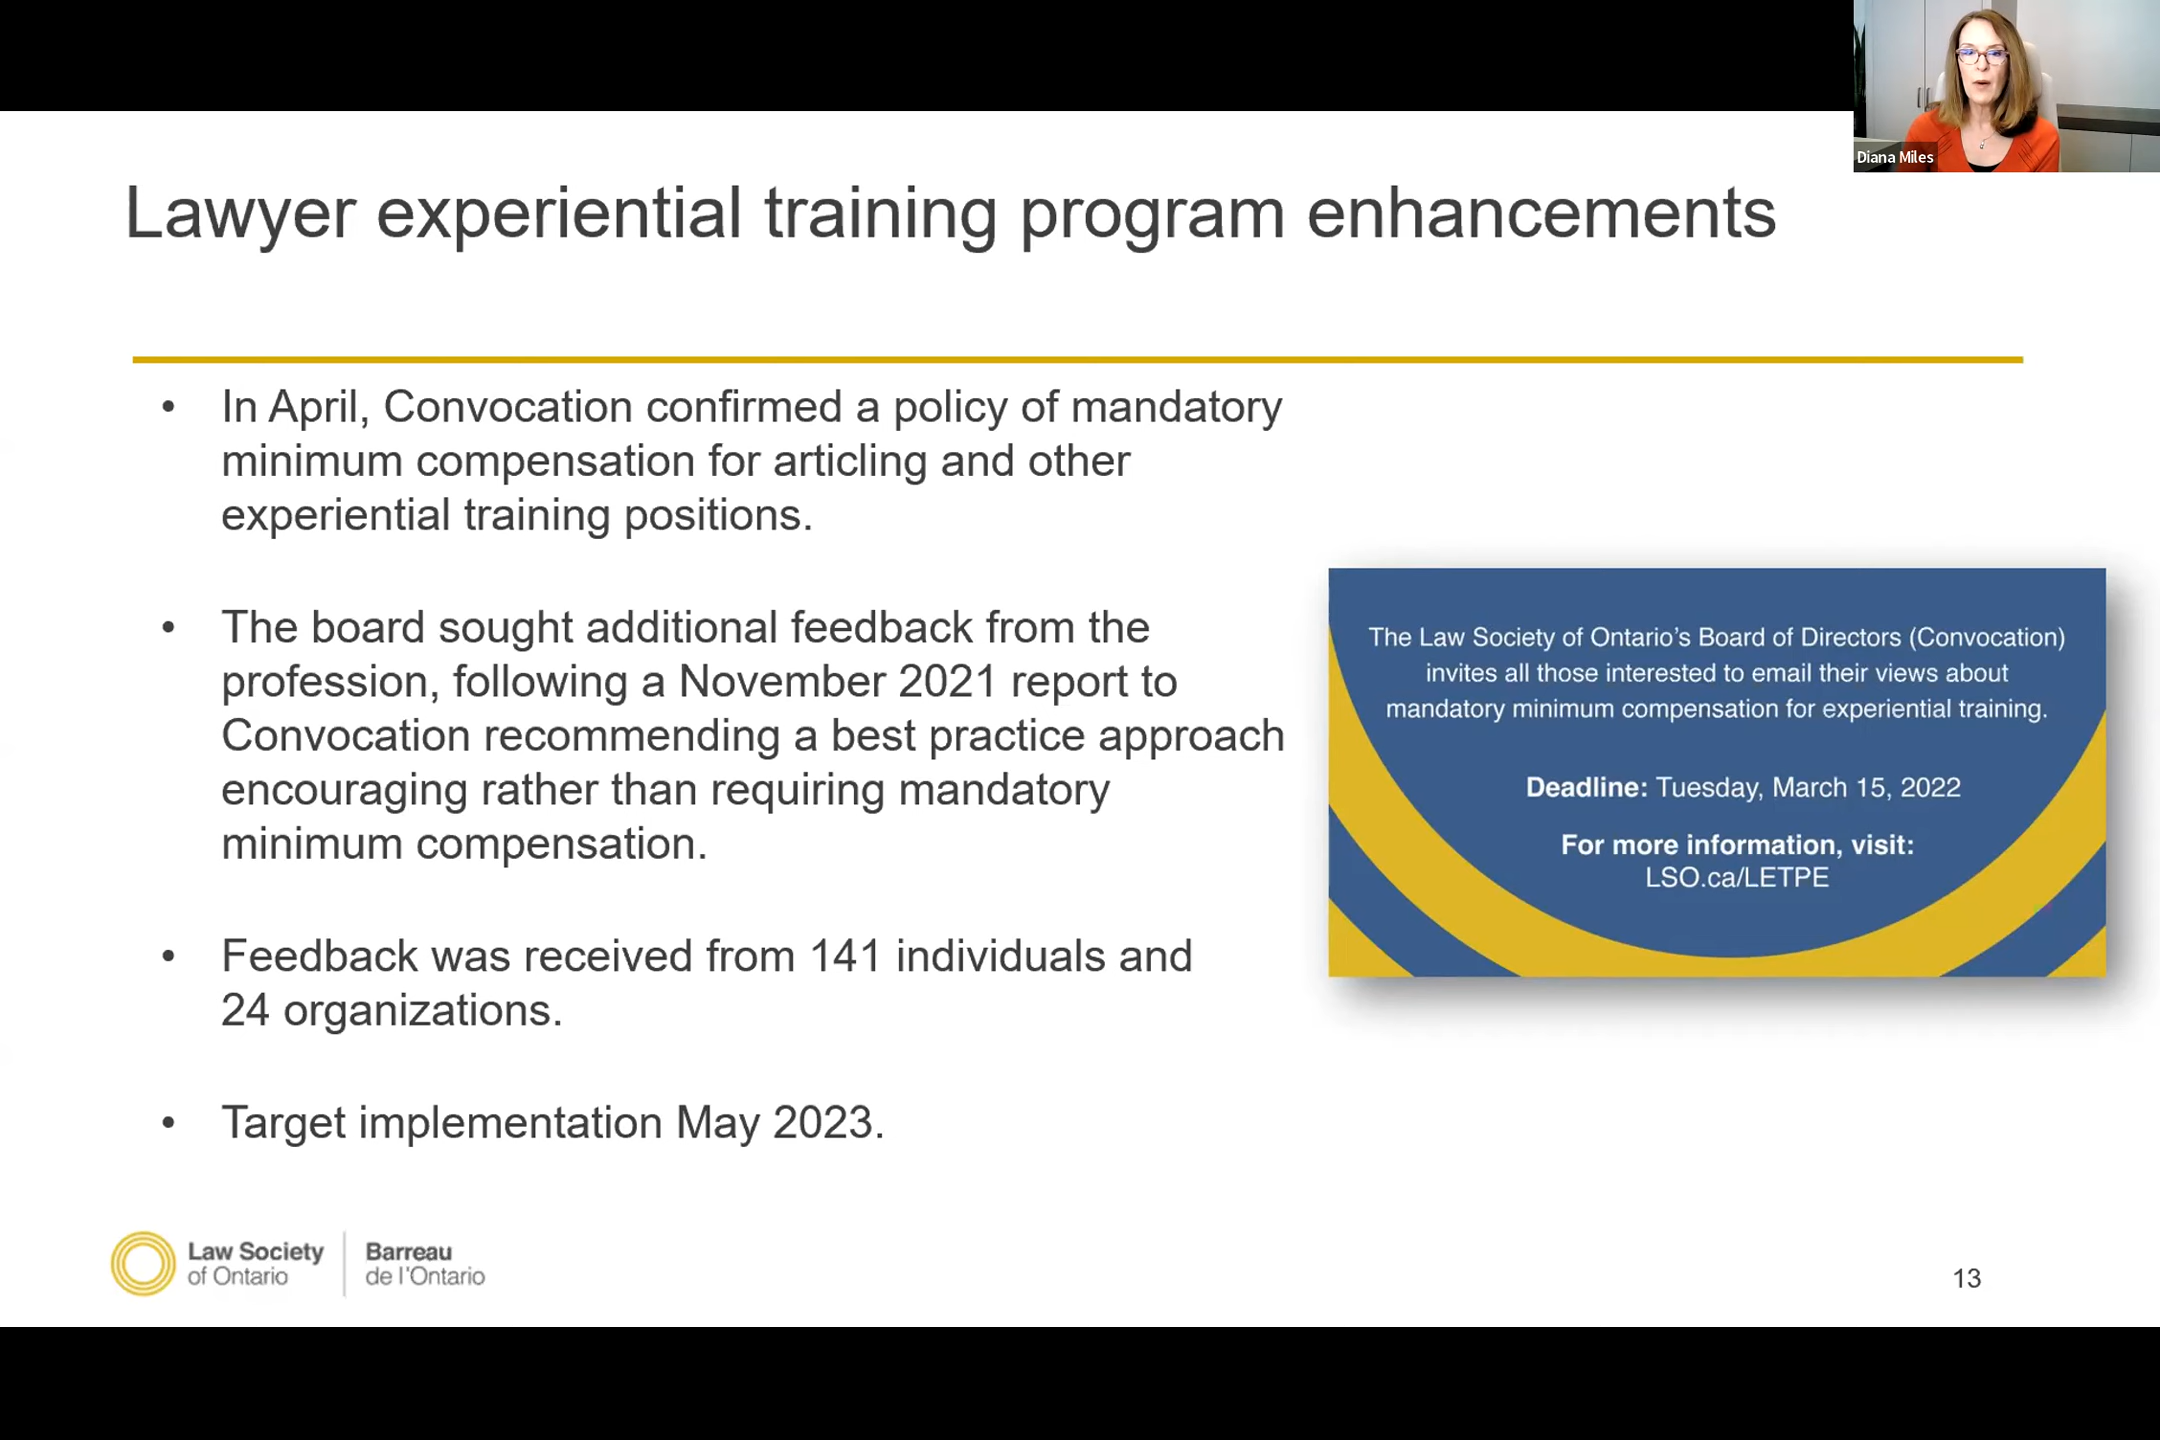 Diana Miles
Lawyer experiential training program enhancements
• In April, Convocation confirmed a policy of mandatory
minimum compensation for articling and other
experiential training positions.
• The board sought additional feedback from the
profession, following a November 2021 report to
Convocation recommending a best practice approach
encouraging rather than requiring mandatory
minimum compensation.
• Feedback was received from 141 individuals and
24 organizations.
• Target implementation May 2023.
The Law Society of Ontario's Board of Directors (Convocation)
invites all those interested to email their views about
mandatory minimum compensation for experiential training.
Deadline: Tuesday, March 15, 2022
For more information, visit:
LSO.ca/LETPE
Law Society
of Ontario
Barreau
de l'Ontario
13